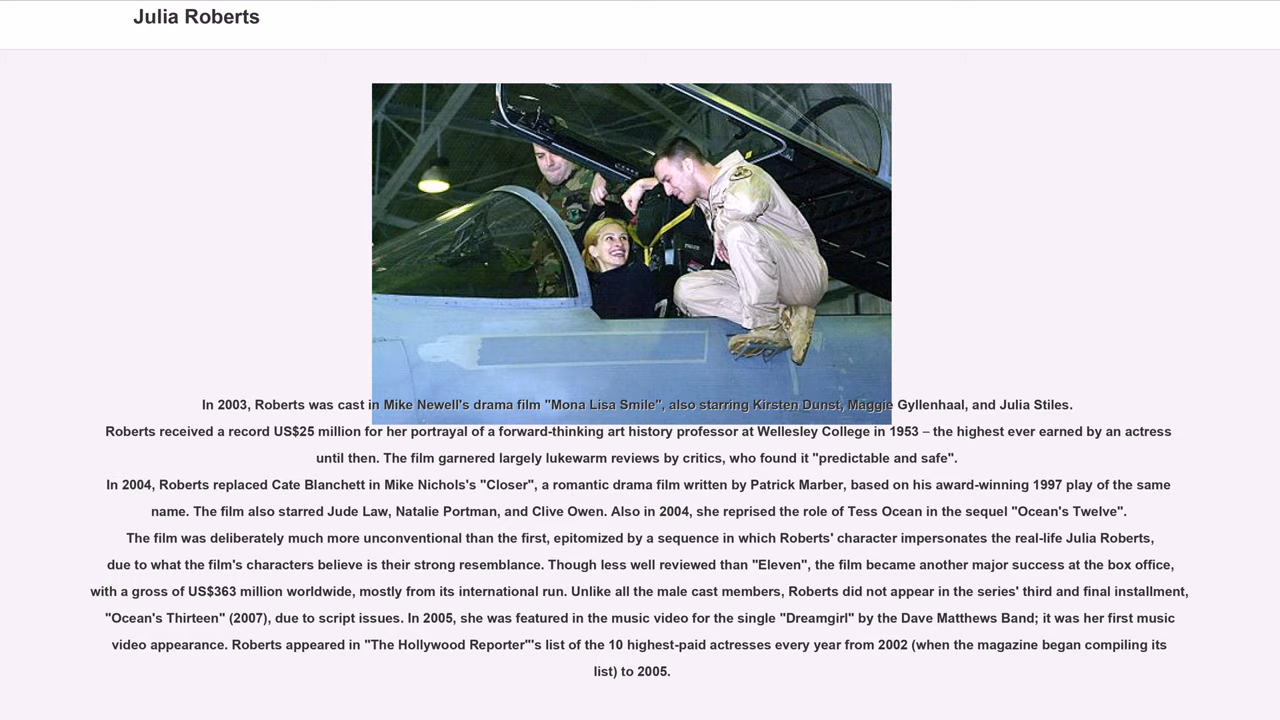 Julia Roberts
In 2003, Roberts was cast in Mike Newell's drama film "Mona Lisa Smile", also starring Kirsten Dunst, Maggie Gyllenhaal, and Julia Stiles.
Roberts received a record US$25 million for her portrayal of a forward-thinking art history professor at Wellesley College in 1953 – the highest ever earned by an actress
until then. The film garnered largely lukewarm reviews by critics, who found it "predictable and safe".
In 2004, Roberts replaced Cate Blanchett in Mike Nichols's "Closer", a romantic drama film written by Patrick Marber, based on his award-winning 1997 play of the same
name. The film also starred Jude Law, Natalie Portman, and Clive Owen. Also in 2004, she reprised the role of Tess Ocean in the sequel "Ocean's Twelve".
The film was deliberately much more unconventional than the first, epitomized by a sequence in which Roberts' character impersonates the real-life Julia Roberts,
due to what the film's characters believe is their strong resemblance. Though less well reviewed than "Eleven", the film became another major success at the box office,
with a gross of US$363 million worldwide, mostly from its international run. Unlike all the male cast members, Roberts did not appear in the series' third and final installment,
"Ocean's Thirteen" (2007), due to script issues. In 2005, she was featured in the music video for the single "Dreamgirl" by the Dave Matthews Band; it was her first music
video appearance. Roberts appeared in "The Hollywood Reporter"'s list of the 10 highest-paid actresses every year from 2002 (when the magazine began compiling its
list) to 2005.